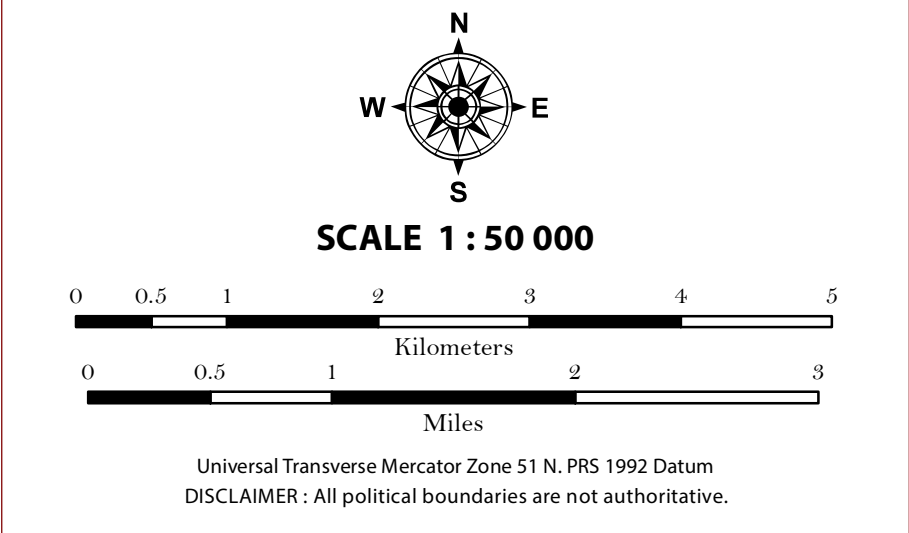 N
W E
S
SCALE 1 : 50 000
0 0.5 1 2 3 4 5
Kilometers
0 0.5 1 2 3
Miles
Universal Transverse Mercator Zone 51 N. PRS 1992 Datum
DISCLAIMER : All political boundaries are not authoritative.